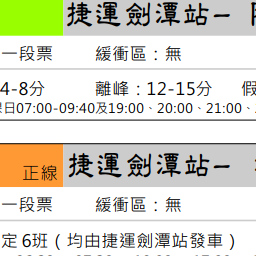 捷運劍潭站－
一段票 緩衝區：無
4-8分 離峰：12-15分 假
日07:00-09:40及19:00、20:00、21:00、
正線 捷運劍潭站－
一段票 緩衝區：無
定 6班（均由捷運劍潭站發車）